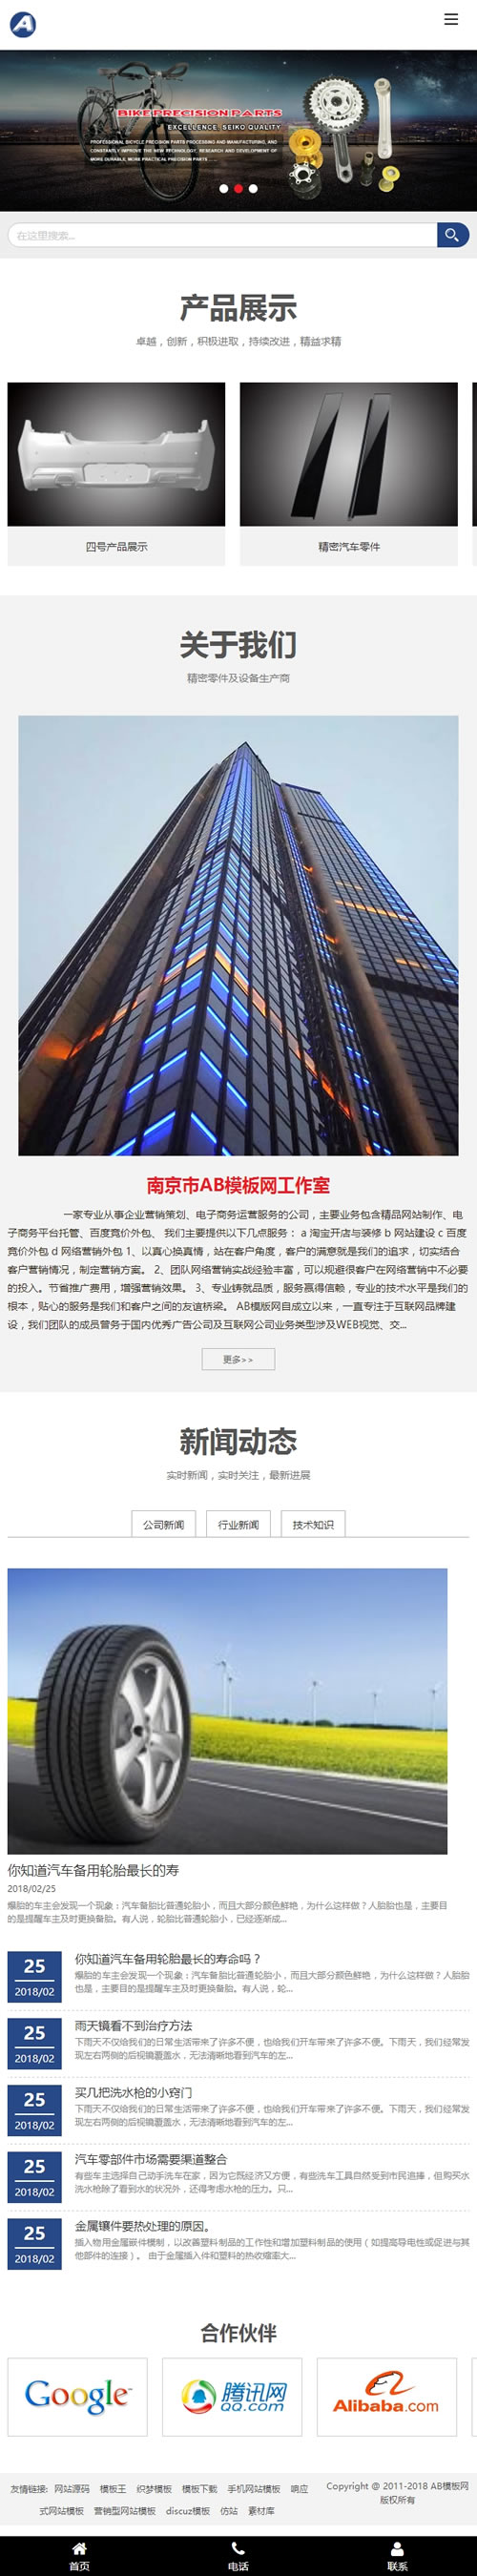 BIKE PRECISION PARTS
EXCELLENCE SEIKO QUALITY
PROFESSIONAL BICYCLE PRECISION PARTS PROCESSING AND MANUFACTURING, AND
CONSTANTLY IMPROVE THE NEW TECHNOLOGY, RESEARCH AND DEVELOPMENT OF
MORE DURABLE, MORE PRACTICAL PRECISION PARTS ...
在这里搜索...
产品展示
卓越，创新，积极进取，持续改进，精益求精
四号产品展示
精密汽车零件
关于我们
精密零件及设备生产商
南京市AB模板网工作室
一家专业从事企业营销策划、电子商务运营服务的公司，主要业务包含精品网站制作、电
子商务平台托管、百度竞价外包、 我们主要提供以下几点服务： a 淘宝开店与装修 b 网站建设 c 百度
竞价外包 d 网络营销外包 1、以真心换真情，站在客户角度，客户的满意就是我们的追求，切实结合
客户营销情况，制定营销方案。 2、团队网络营销实战经验丰富，可以规避很客户在网络营销中不必要
的投入。节省推广费用，增强营销效果。 3、专业铸就品质，服务赢得信赖，专业的技术水平是我们的
根本，贴心的服务是我们和客户之间的友谊桥梁。 AB模版网目成立以来，一直专注于互联网品牌建
设，我们团队的成员曾务于国内优秀广告公司及互联网公司业务类型涉及WEB视觉、交...
更多>>
新闻动态
实时新闻，实时关注，最新进展
公司新闻
行业新闻
技术知识
你知道汽车备用轮胎最长的寿
2018/02/25
爆胎的车主会发现一个现象：汽车备胎比普通轮胎小，而且大部分颜色鲜艳，为什么这样做？人胎胎也是，主要目
的是提醒车主及时更换备胎。有人说，轮胎比普通轮胎小，已经逐渐成...
25
2018/02
你知道汽车备用轮胎最长的寿命吗？
爆胎的车主会发现一个现象：汽车备胎比普通轮胎小，而且大部分颜色鲜艳，为什么这样做？人胎胎
也是，主要目的是提醒车主及时更换备胎。有人说，轮...
25
2018/02
雨天镜看不到治疗方法
下雨天不仅给我们的日常生活带来了许多不便，也给我们开车带来了许多不便。下雨天，我们经常发
现左右两侧的后视镜覆盖水，无法清晰地看到汽车的左...
25
2018/02
买几把洗水枪的小窍门
下雨天不仅给我们的日常生活带来了许多不便，也给我们开车带来了许多不便。下雨天，我们经常发
现左右两侧的后视镜覆盖水，无法清晰地看到汽车的左...
25
2018/02
汽车零部件市场需要渠道整合
有些车主选择自己动手洗车在家，因为它既经济又方便，有些洗车工具自然受到市民追捧，但购买水
洗水枪除了看到水的状况外，还得考虑水枪的压力。只...
25
2018/02
金属镶件要热处理的原因。
插入物用金属嵌件模制，以改善塑料制品的工作性和增加塑料制品的使用（如提高导电性或促进与其
他部件的连接）。 由于金属插入件和塑料的热收缩率大...
合作伙伴
Google
腾讯网
QQ.com
Alibaba.com
友情链接: 网站源码 模板王 织梦模板 模板下载 手机网站模板 响应
式网站模板 营销型网站模板 discuz模板 仿站 素材库
Copyright @ 2011-2018 AB模板网
版权所有
首页
电话
联系